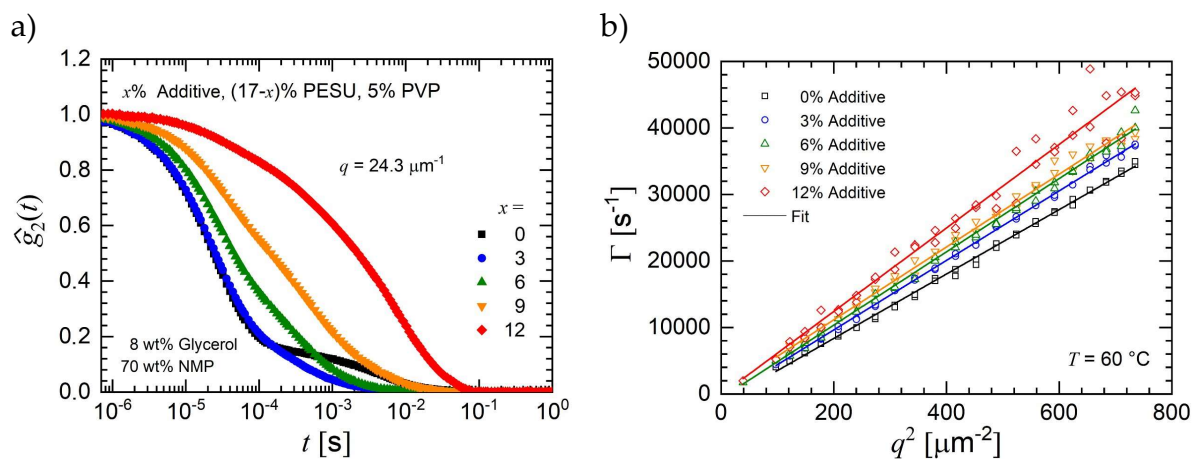 a)
1.2
1.0
0.8
0.6
0.4
0.2
0.0
ĝ₂(t)
x% Additive, (17-x)% PESU, 5% PVP
q = 24.3 µm⁻¹
x =
0
3
6
9
12
8 wt% Glycerol
70 wt% NMP
10⁻⁶ 10⁻⁵ 10⁻⁴ 10⁻³ 10⁻² 10⁻¹ 10⁰
t [s]
b)
50000
40000
30000
20000
10000
0
Γ [s⁻¹]
0% Additive
3% Additive
6% Additive
9% Additive
12% Additive
Fit
T = 60 °C
0 200 400 600 800
q² [µm⁻²]